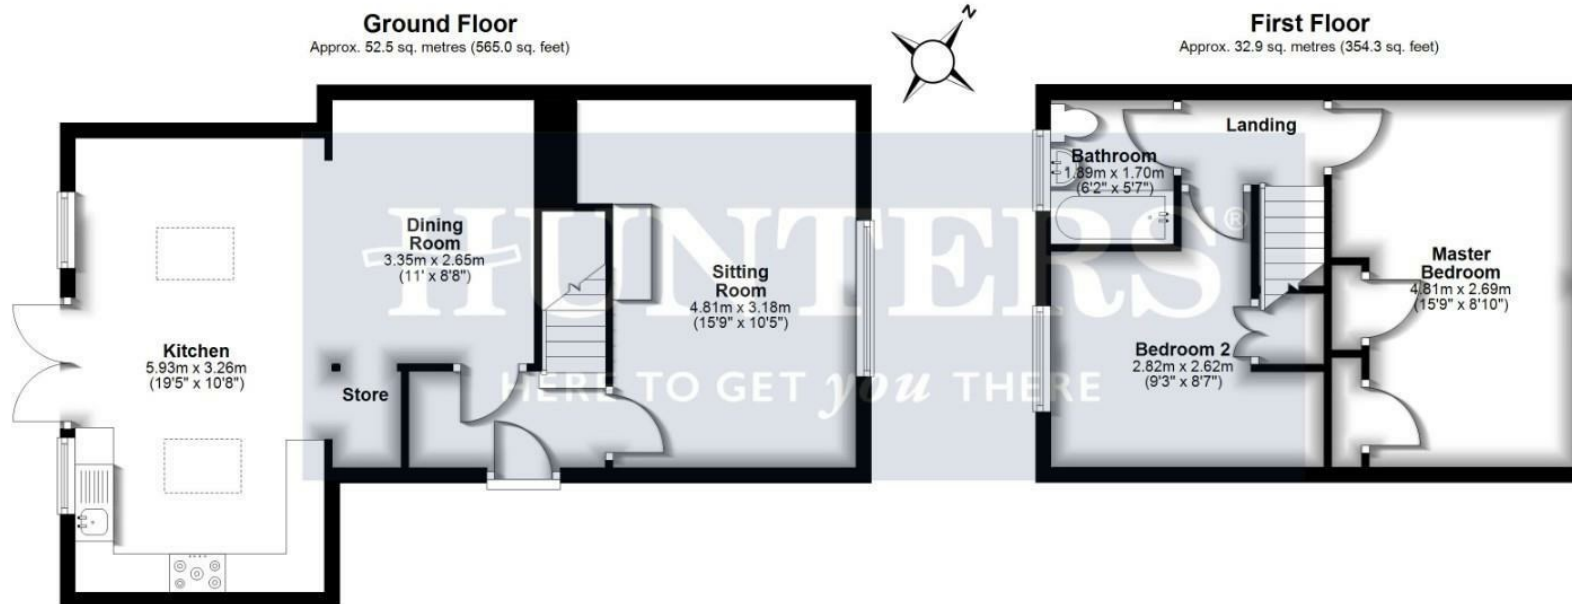 Ground Floor
Approx. 52.5 sq. metres (565.0 sq. feet)
N
First Floor
Approx. 32.9 sq. metres (354.3 sq. feet)
Landing
Bathroom
1.89m x 1.70m
(6'2" x 5'7")
Dining
Room
3.35m x 2.65m
(11' x 8'8")
HUNTERS®
Sitting
Room
4.81m x 3.18m
(15'9" x 10'5")
Master
Bedroom
4.81m x 2.69m
(15'9" x 8'10")
Kitchen
5.93m x 3.26m
(19'5" x 10'8")
Bedroom 2
2.82m x 2.62m
(9'3" x 8'7")
Store
HERE TO GET you THERE